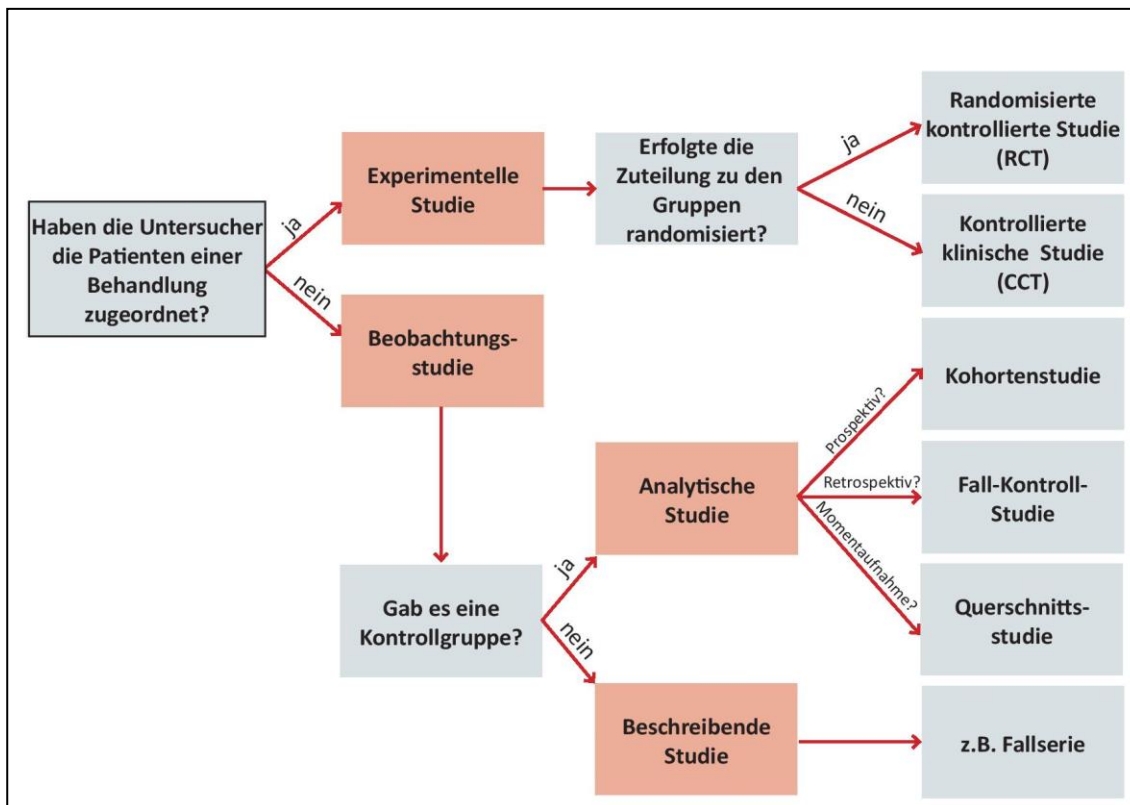 Haben die Untersucher
die Patienten einer
Behandlung
zugeordnet?
ja
nein
Experimentelle
Studie
Beobachtungs-
studie
Erfolgte die
Zuteilung zu den
Gruppen
randomisiert?
ja
nein
Randomisierte
kontrollierte Studie
(RCT)
Kontrollierte
klinische Studie
(CCT)
Gab es eine
Kontrollgruppe?
ja
nein
Analytische
Studie
Prospektiv?
Retrospektiv?
Momentaufnahme?
Kohortenstudie
Fall-Kontroll-
Studie
Querschnitts-
studie
Beschreibende
Studie
z.B. Fallserie